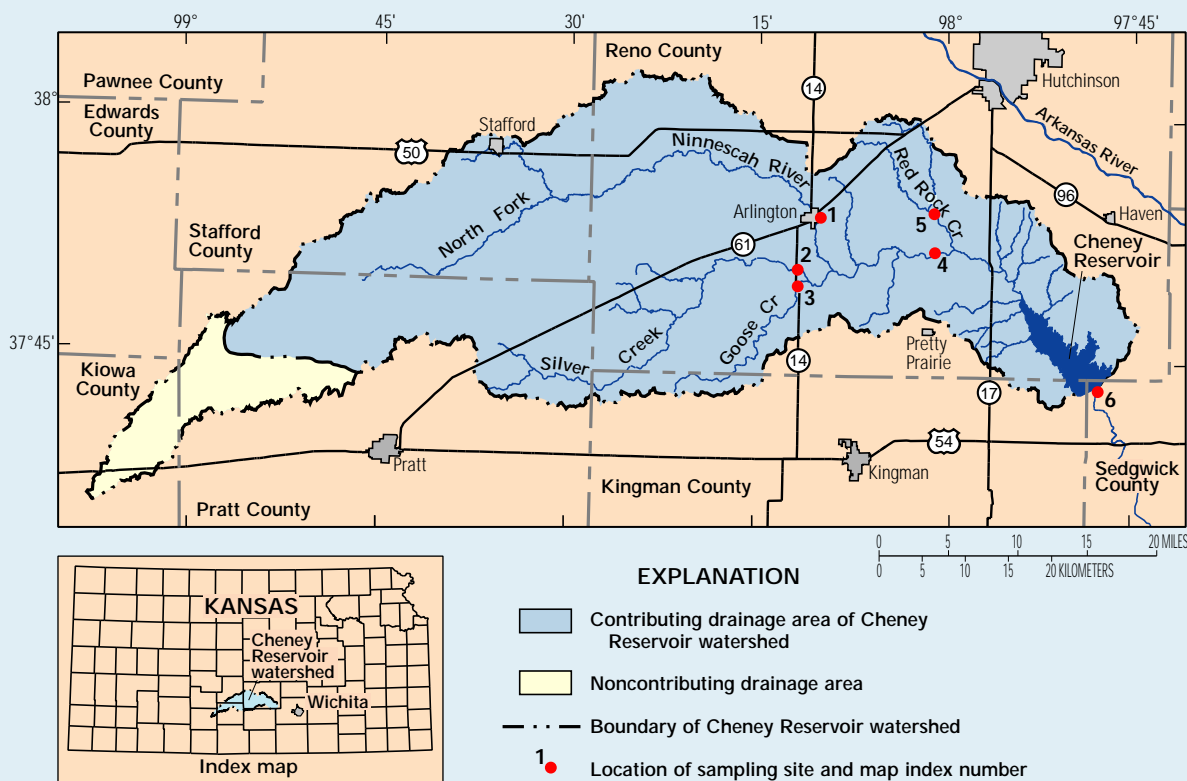 99°
45'
30'
15'
98°
97°45'
38°
37°45'
Reno County
Pawnee County
Edwards
County
Stafford
Hutchinson
Arkansas River
14
50
Ninnescah River
Red Rock Cr
96
Haven
Arlington
1
5
North Fork
Stafford
County
61
Cheney
Reservoir
2
4
3
Goose Cr
Silver Creek
Pretty
Prairie
Kiowa
County
14
17
6
54
Pratt
Kingman
Sedgwick
County
Kingman County
Pratt County
0 5 10 15 20 MILES
0 5 10 15 20 KILOMETERS
KANSAS
Cheney
Reservoir
watershed
Wichita
Index map
EXPLANATION
Contributing drainage area of Cheney
Reservoir watershed
Noncontributing drainage area
Boundary of Cheney Reservoir watershed
1
Location of sampling site and map index number